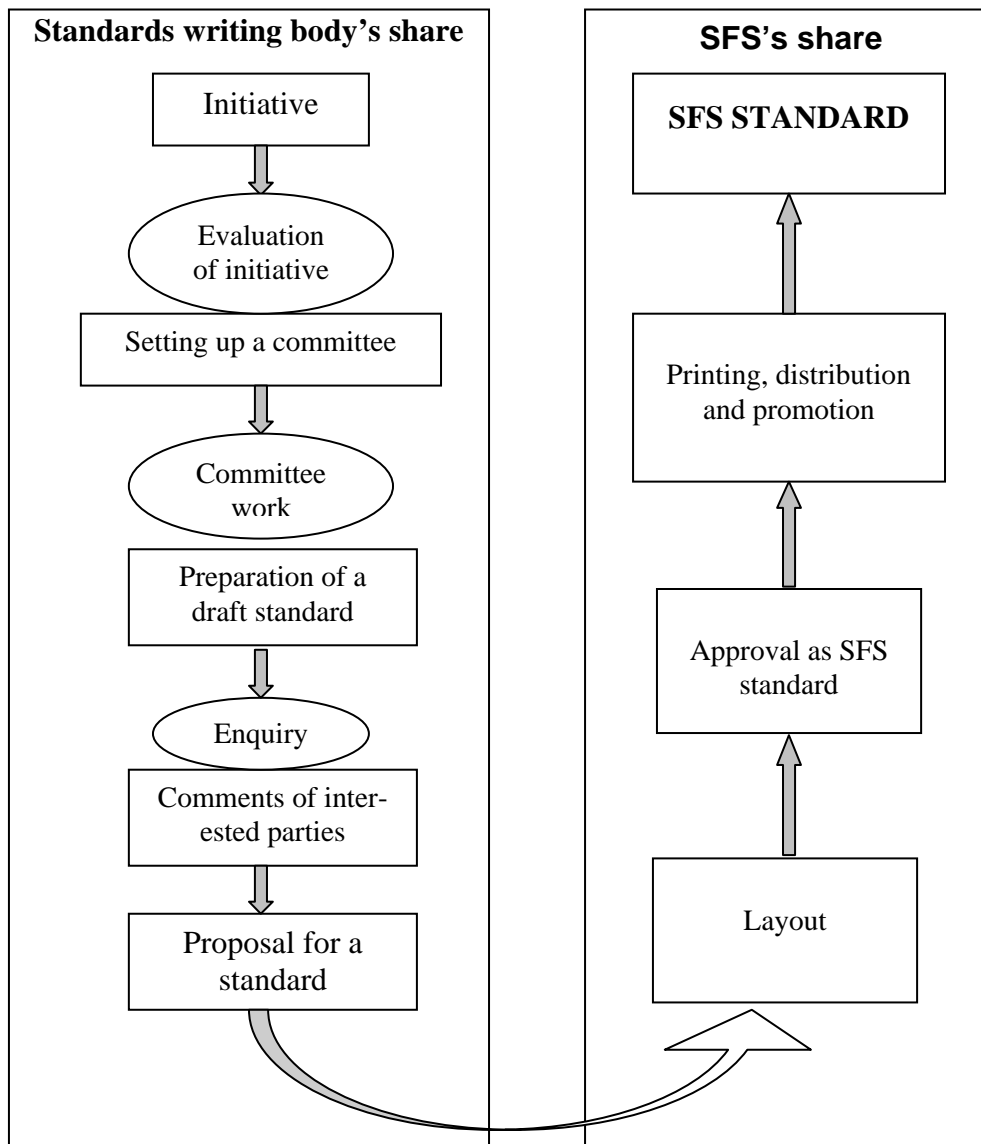 Standards writing body's share
Initiative
Evaluation
of initiative
Setting up a committee
Committee
work
Preparation of a
draft standard
Enquiry
Comments of inter-
ested parties
Proposal for a
standard
SFS's share
SFS STANDARD
Printing, distribution
and promotion
Approval as SFS
standard
Layout